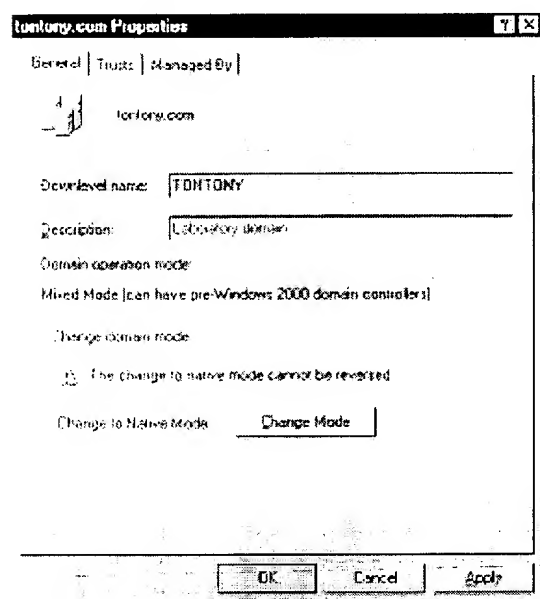 tontony.com Properties
General Trusts Managed By
tontony.com
Downlevel name: TONTONY
Description: Laboratory domain
Domain operation mode:
Mixed Mode (can have pre-Windows 2000 domain controllers)
Change domain mode
The change to native mode cannot be reversed
Change to Native Mode Change Mode
OK Cancel Apply